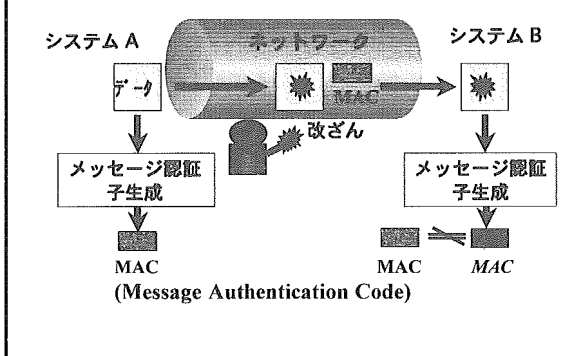 システム A
ネットワーク
システム B
データ
MAC
改ざん
メッセージ認証
子生成
メッセージ認証
子生成
MAC
MAC
MAC
(Message Authentication Code)